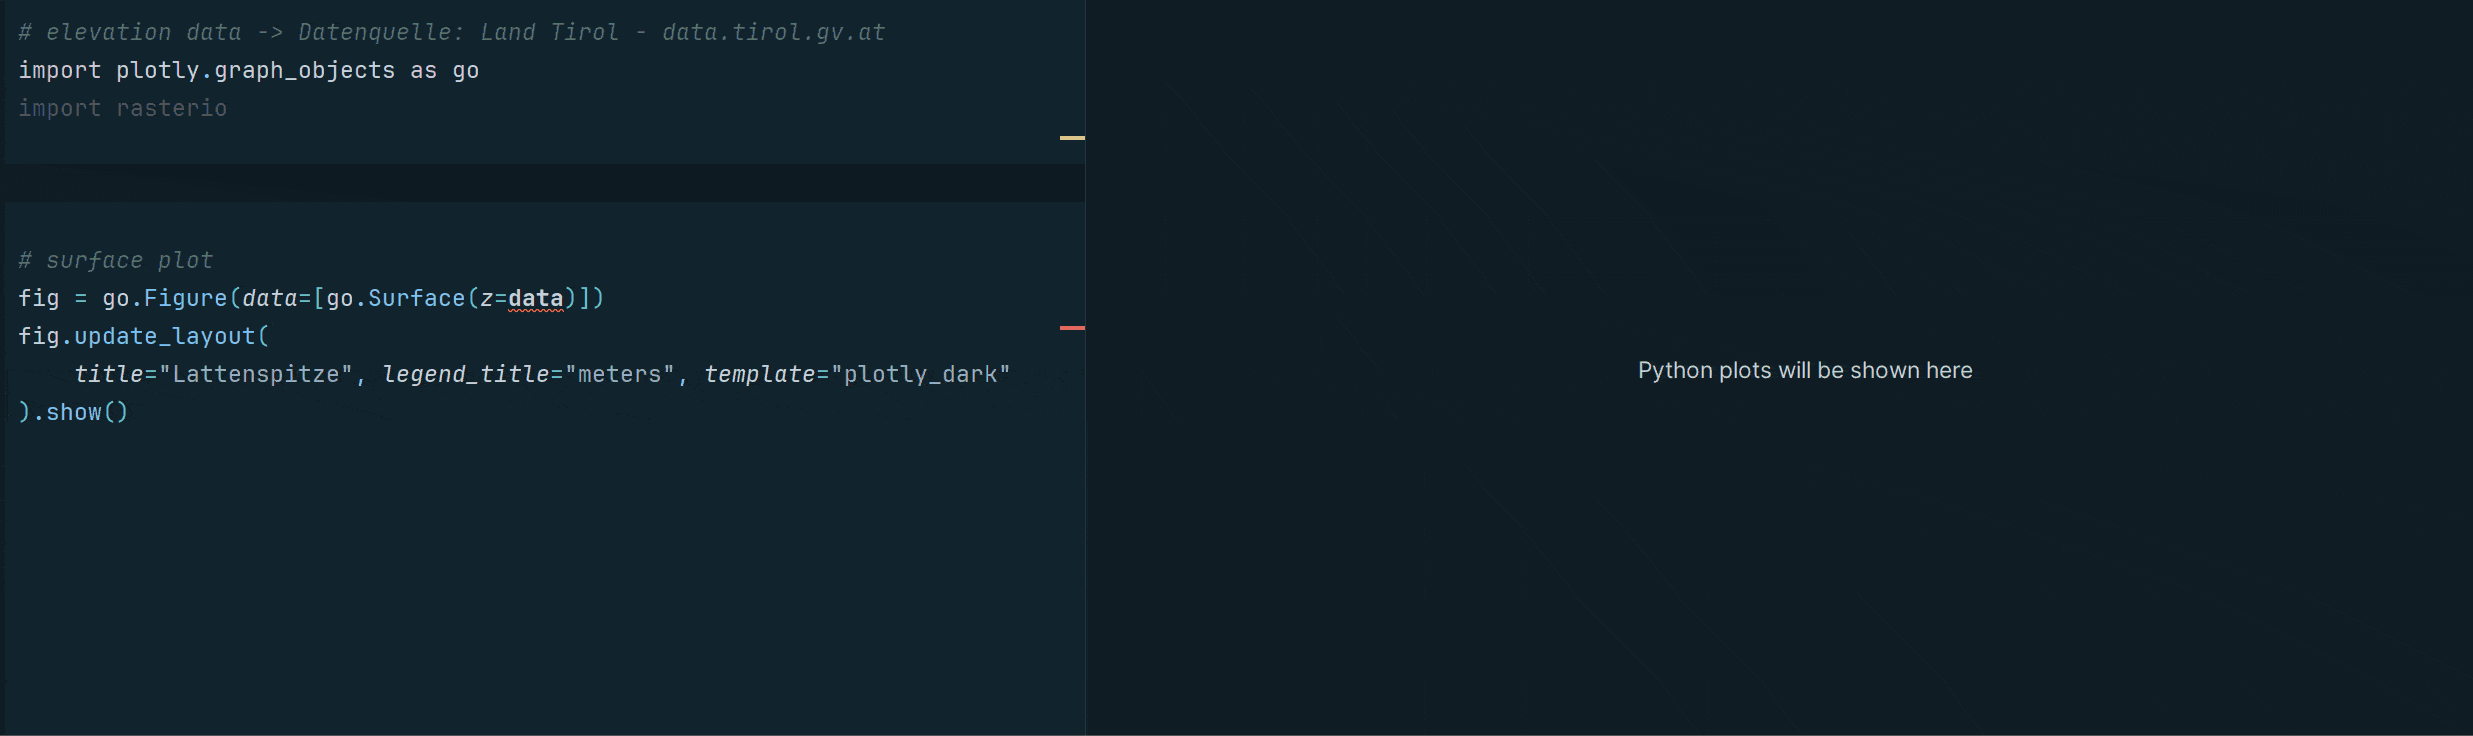 # elevation data -> Datenquelle: Land Tirol - data.tirol.gv.at
import plotly.graph_objects as go
import rasterio
# surface plot
fig = go.Figure(data=[go.Surface(z=data)])
fig.update_layout(
    title="Lattenspitze", legend_title="meters", template="plotly_dark"
).show()
Python plots will be shown here